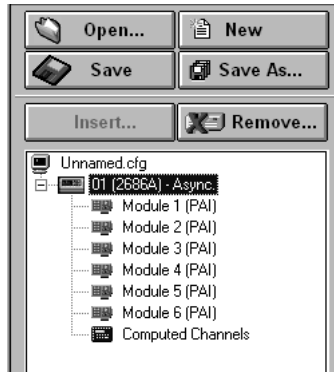 Open... New
Save Save As...
Insert... Remove...
Unnamed.cfg
01 (2686A) - Async.
Module 1 (PAI)
Module 2 (PAI)
Module 3 (PAI)
Module 4 (PAI)
Module 5 (PAI)
Module 6 (PAI)
Computed Channels